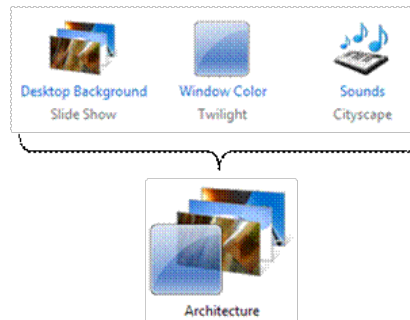 Desktop Background Window Color Sounds
Slide Show Twilight Cityscape
Architecture